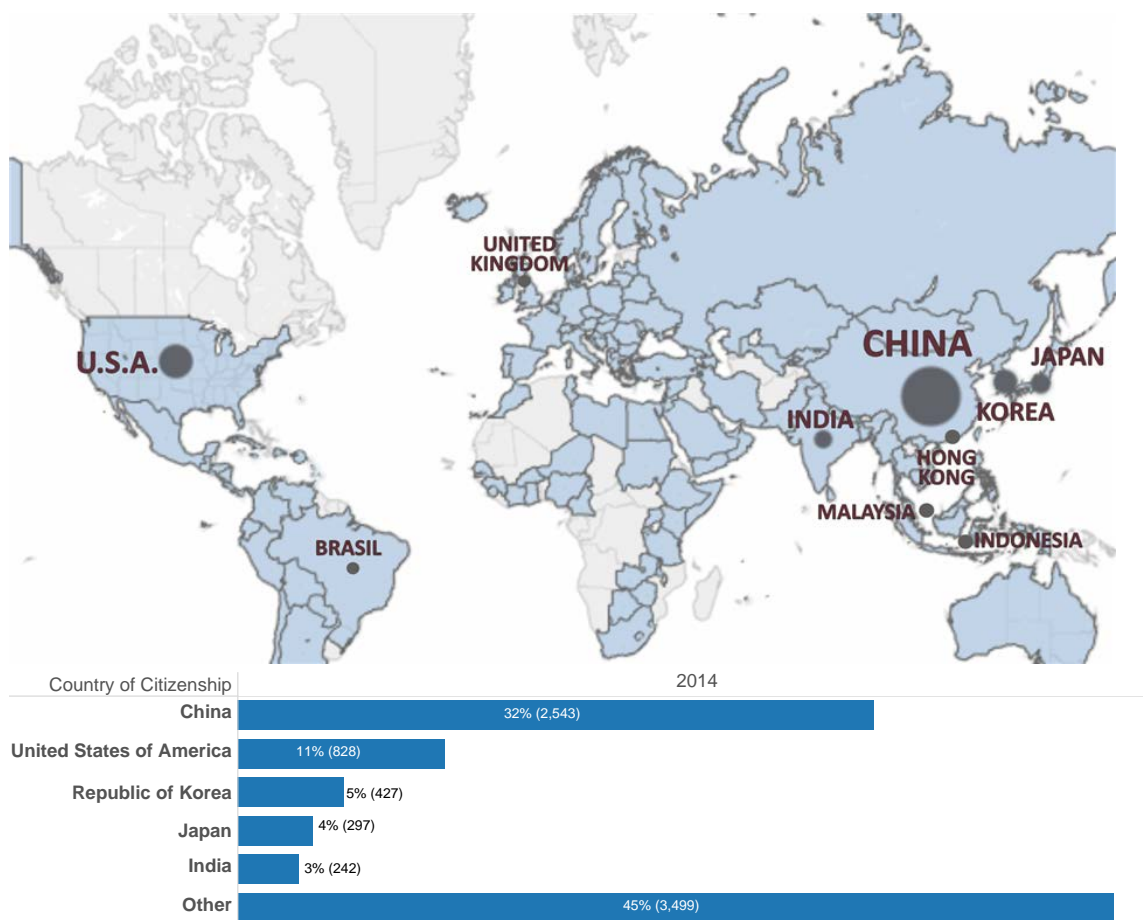 UNITED
KINGDOM
CHINA
U.S.A.
JAPAN
KOREA
INDIA
HONG
KONG
MALAYSIA
INDONESIA
BRASIL
Country of Citizenship 2014
China 32% (2,543)
United States of America 11% (828)
Republic of Korea 5% (427)
Japan 4% (297)
India 3% (242)
Other 45% (3,499)